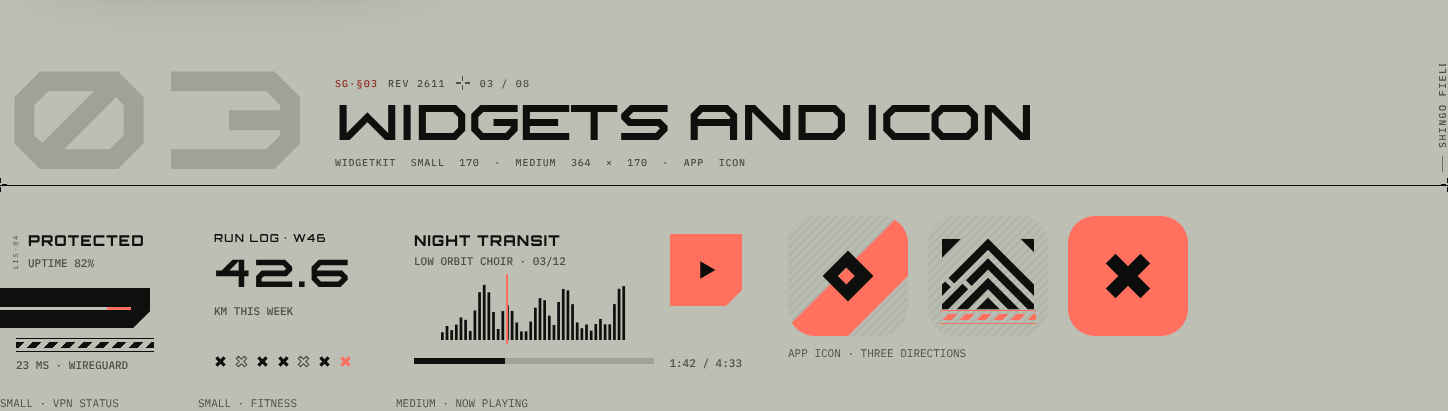 03
SG·§03 REV 2611 03 / 08
WIDGETS AND ICON
WIDGETKIT SMALL 170 · MEDIUM 364 × 170 · APP ICON
LIS·B4
PROTECTED
UPTIME 82%
23 MS · WIREGUARD
SMALL · VPN STATUS
RUN LOG · W46
42.6
KM THIS WEEK
SMALL · FITNESS
NIGHT TRANSIT
LOW ORBIT CHOIR · 03/12
1:42 / 4:33
MEDIUM · NOW PLAYING
APP ICON · THREE DIRECTIONS
SHINGO